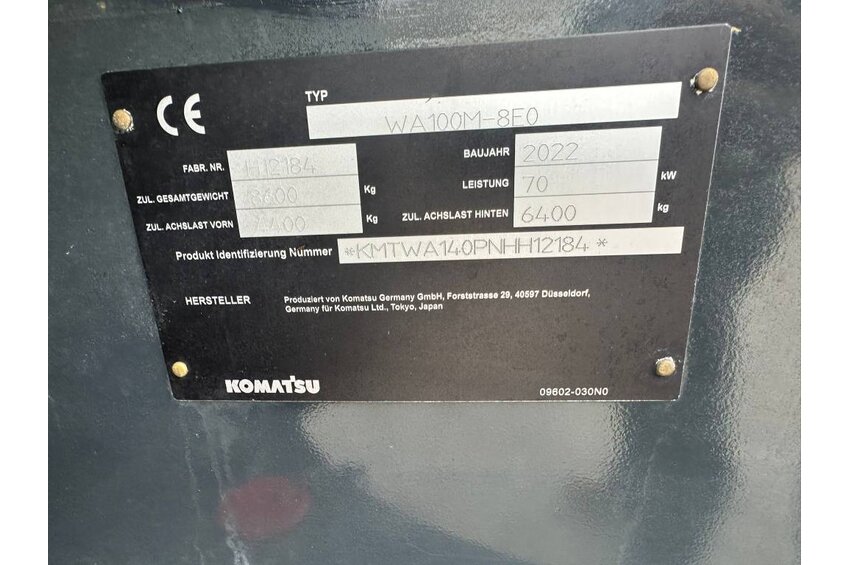 CE
TYP WA100M-8E0
FABR. NR. HH2184 BAUJAHR 2022
ZUL. GESAMTGEWICHT Kg LEISTUNG 70 kW
ZUL. ACHSLAST VORN Kg ZUL. ACHSLAST HINTEN 6400 kg
Produkt Identifizierung Nummer *KMTWA140PNHH12184*
HERSTELLER Produziert von Komatsu Germany GmbH, Forststrasse 29, 40597 Düsseldorf,
Germany für Komatsu Ltd., Tokyo, Japan
KOMATSU 09602-030N0